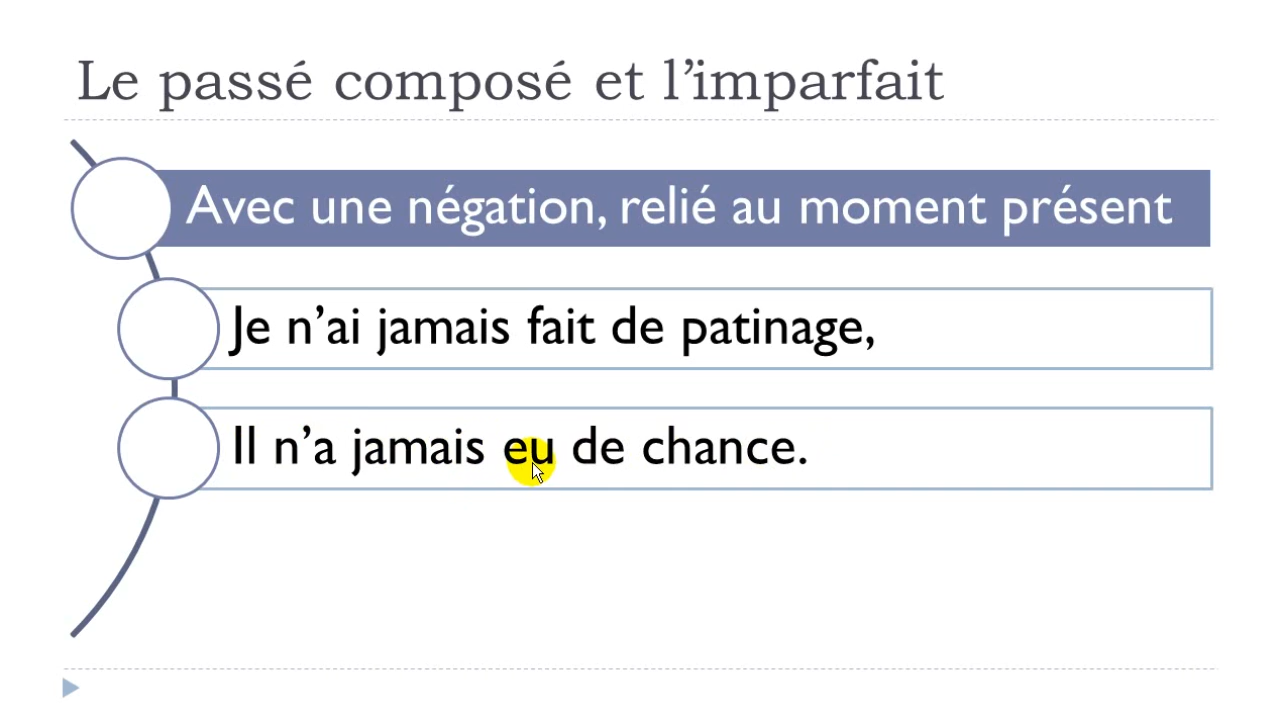 Le passé composé et l’imparfait
Avec une négation, relié au moment présent
Je n’ai jamais fait de patinage,
Il n’a jamais eu de chance.